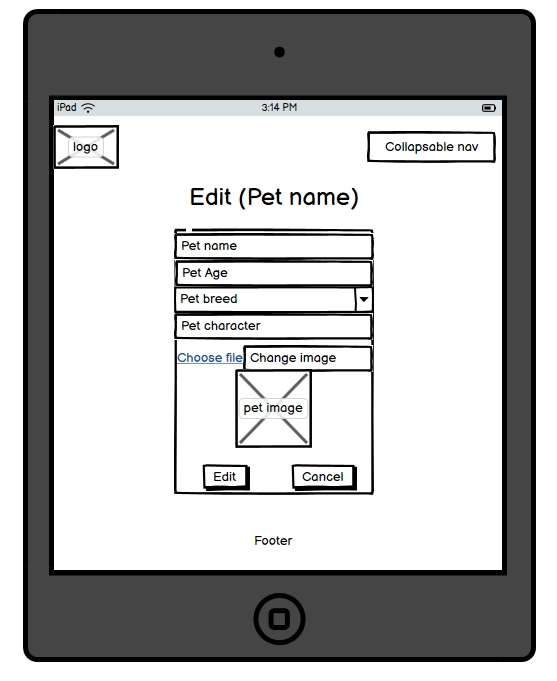 iPad 3:14 PM
logo
Collapsable nav
Edit (Pet name)
Pet name
Pet Age
Pet breed
Pet character
Choose file Change image
pet image
Edit Cancel
Footer